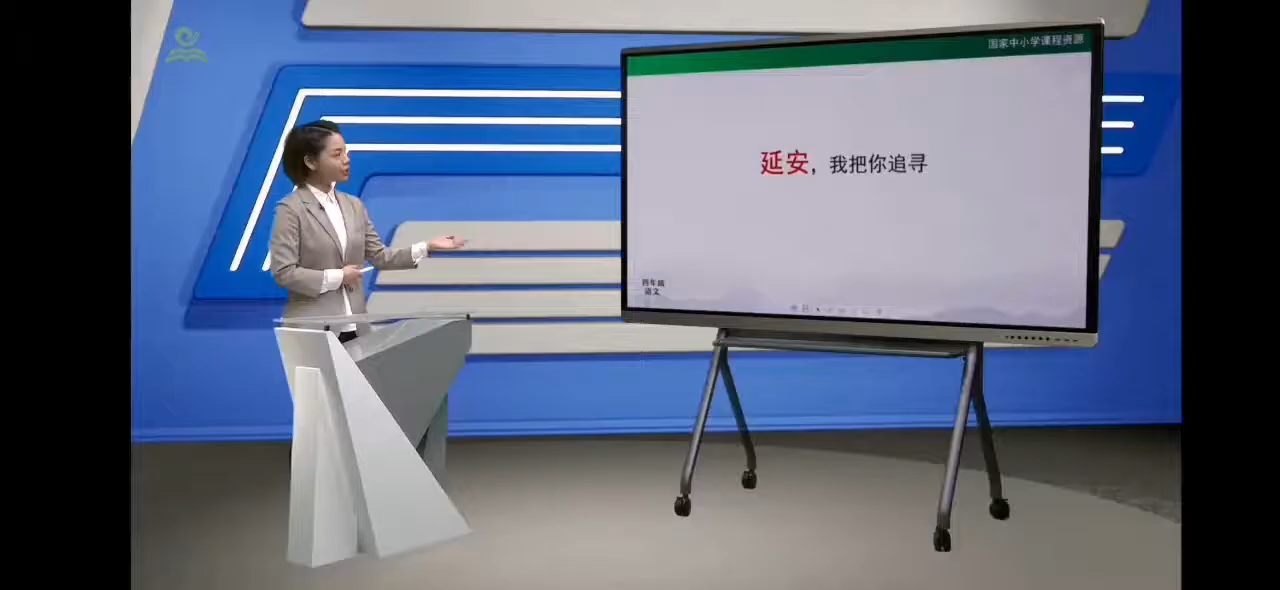 国家中小学课程资源
延安，我把你追寻
四年级
语文